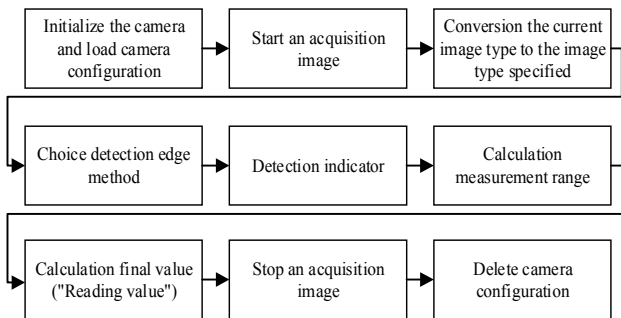 Initialize the camera
and load camera
configuration
Start an acquisition
image
Conversion the current
image type to the image
type specified
Choice detection edge
method
Detection indicator
Calculation
measurement range
Calculation final value
("Reading value")
Stop an acquisition
image
Delete camera
configuration